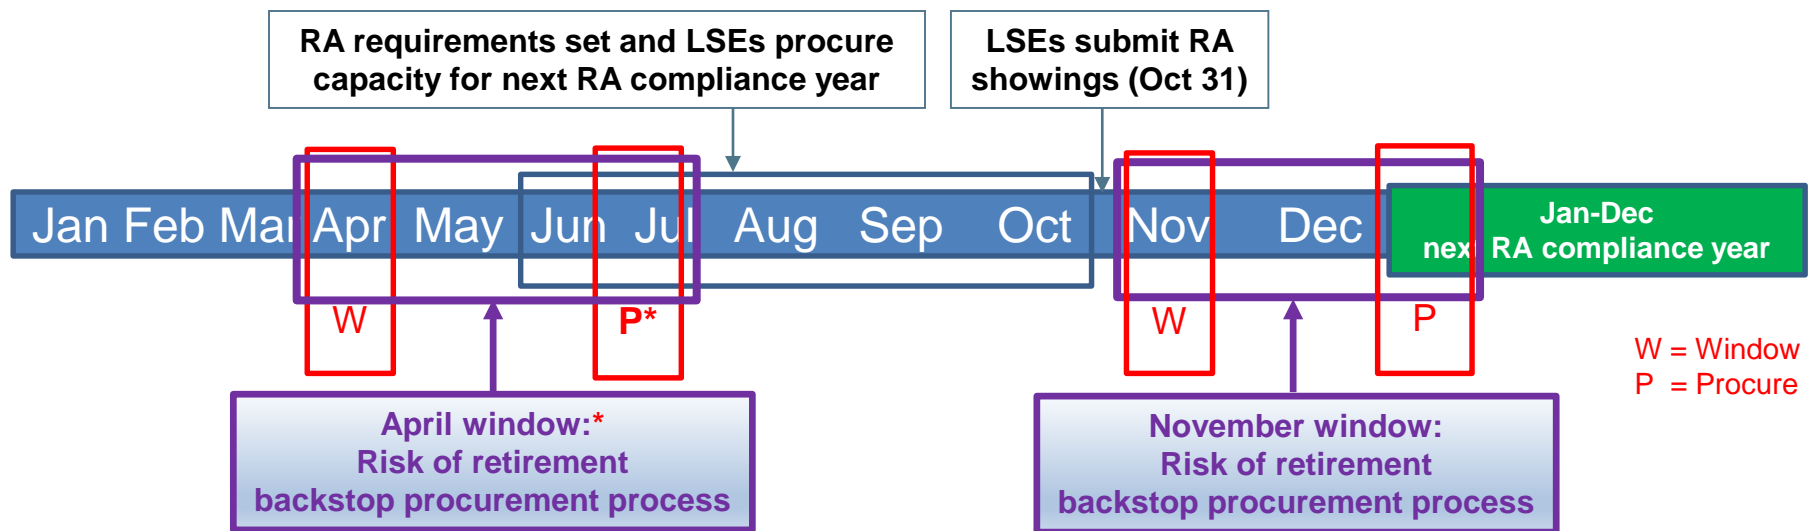 RA requirements set and LSEs procure
capacity for next RA compliance year
LSEs submit RA
showings (Oct 31)
Jan Feb Mar Apr May Jun Jul Aug Sep Oct Nov Dec
Jan-Dec
next RA compliance year
W
P*
W
P
W = Window
P = Procure
April window:*
Risk of retirement
backstop procurement process
November window:
Risk of retirement
backstop procurement process